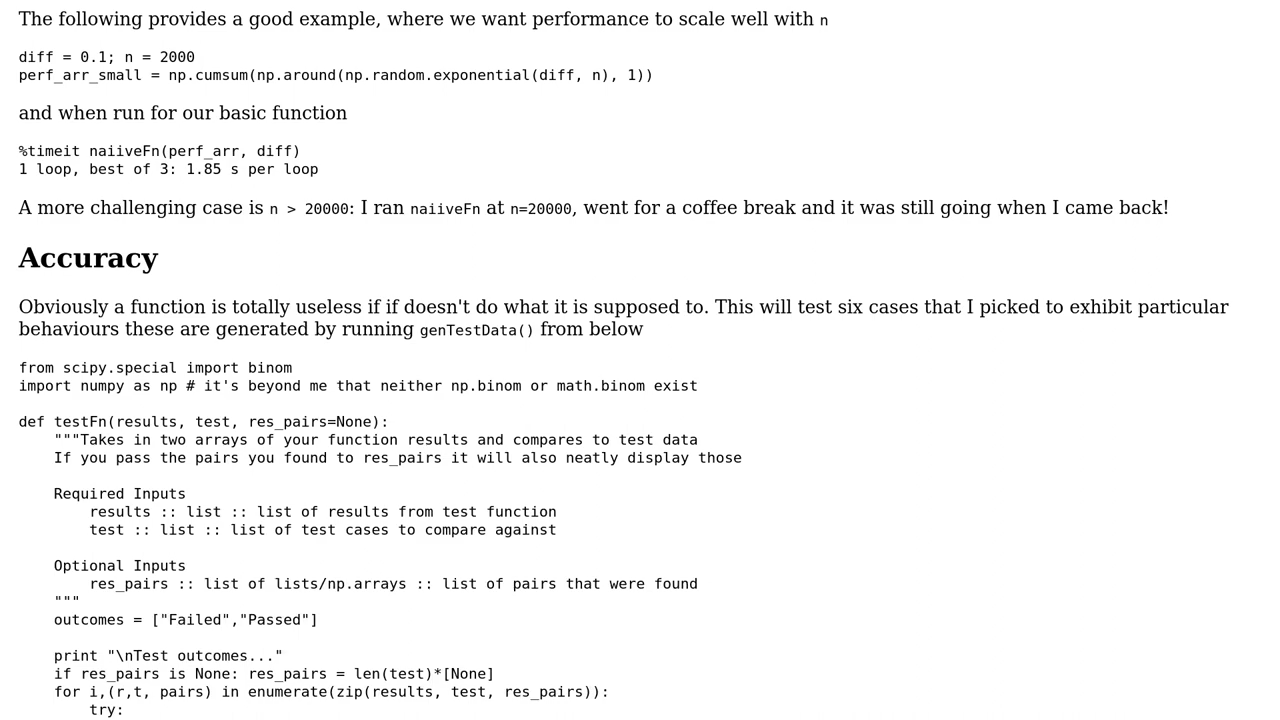 The following provides a good example, where we want performance to scale well with n
diff = 0.1; n = 2000
perf_arr_small = np.cumsum(np.around(np.random.exponential(diff, n), 1))
and when run for our basic function
%timeit naiiveFn(perf_arr, diff)
1 loop, best of 3: 1.85 s per loop
A more challenging case is n > 20000: I ran naiiveFn at n=20000, went for a coffee break and it was still going when I came back!
Accuracy
Obviously a function is totally useless if if doesn't do what it is supposed to. This will test six cases that I picked to exhibit particular
behaviours these are generated by running genTestData() from below
from scipy.special import binom
import numpy as np # it's beyond me that neither np.binom or math.binom exist
def testFn(results, test, res_pairs=None):
    """Takes in two arrays of your function results and compares to test data
    If you pass the pairs you found to res_pairs it will also neatly display those
    Required Inputs
        results :: list :: list of results from test function
        test :: list :: list of test cases to compare against
    Optional Inputs
        res_pairs :: list of lists/np.arrays :: list of pairs that were found
    """
    outcomes = ["Failed","Passed"]
    print "\nTest outcomes..."
    if res_pairs is None: res_pairs = len(test)*[None]
    for i,(r,t, pairs) in enumerate(zip(results, test, res_pairs)):
        try: